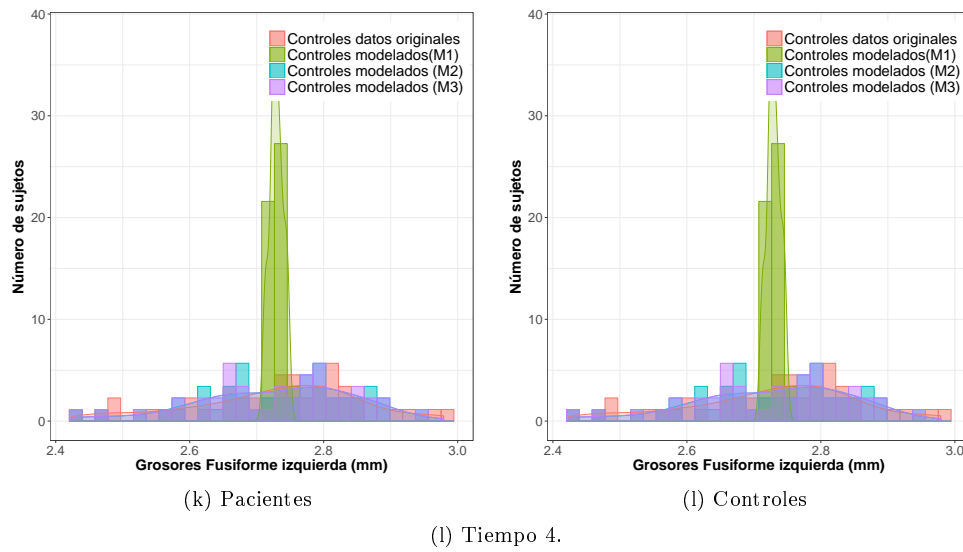 40
30
20
10
0
Número de sujetos
Controles datos originales
Controles modelados(M1)
Controles modelados (M2)
Controles modelados (M3)
2.4 2.6 2.8 3.0
Grosores Fusiforme izquierda (mm)
(k) Pacientes
40
30
20
10
0
Número de sujetos
Controles datos originales
Controles modelados(M1)
Controles modelados (M2)
Controles modelados (M3)
2.4 2.6 2.8 3.0
Grosores Fusiforme izquierda (mm)
(l) Controles
(l) Tiempo 4.